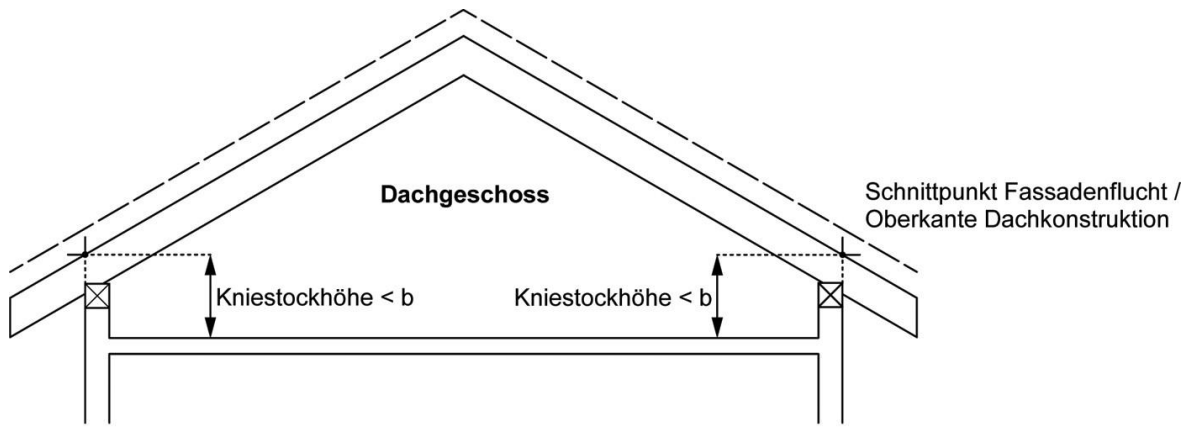 Dachgeschoss
Schnittpunkt Fassadenflucht /
Oberkante Dachkonstruktion
Kniestockhöhe < b
Kniestockhöhe < b